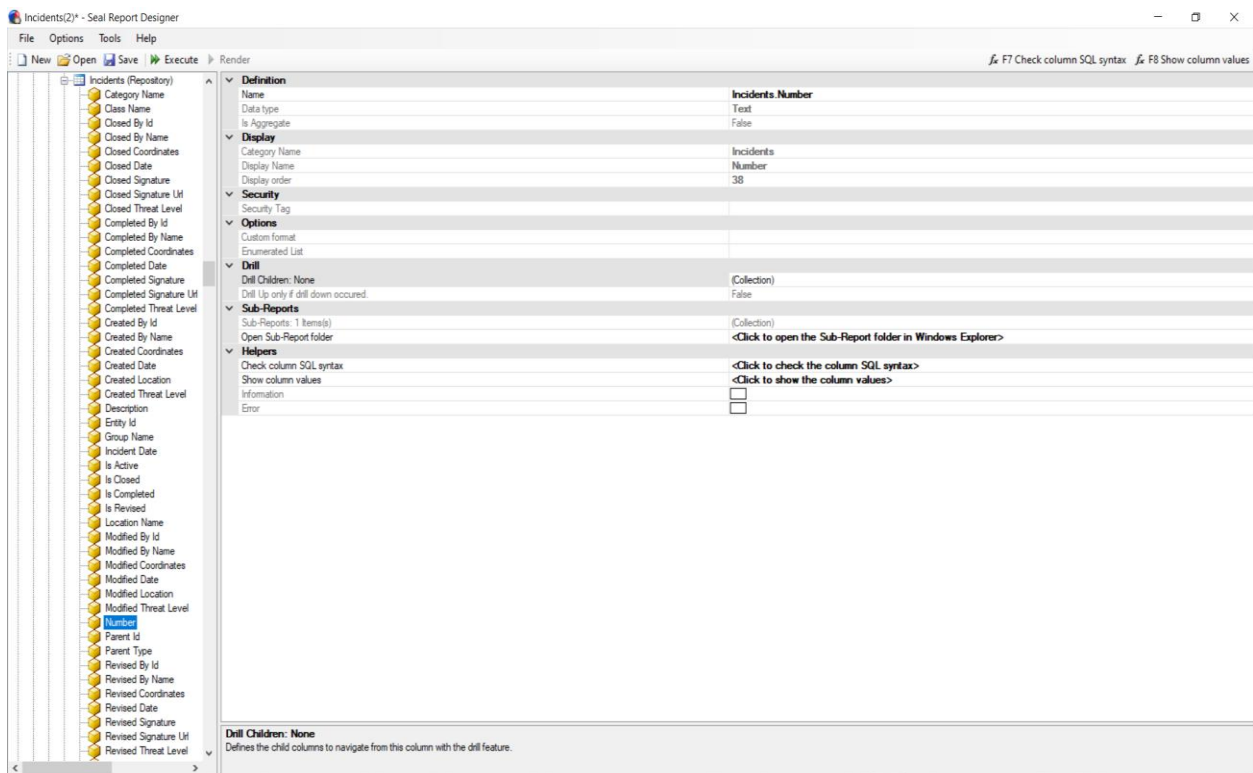 Incidents(2)* - Seal Report Designer
File Options Tools Help
New Open Save Execute Render fx F7 Check column SQL syntax fx F8 Show column values
Incidents (Repository)
Category Name
Class Name
Closed By Id
Closed By Name
Closed Coordinates
Closed Date
Closed Signature
Closed Signature Url
Closed Threat Level
Completed By Id
Completed By Name
Completed Coordinates
Completed Date
Completed Signature
Completed Signature Url
Completed Threat Level
Created By Id
Created By Name
Created Coordinates
Created Date
Created Location
Created Threat Level
Description
Entity Id
Group Name
Incident Date
Is Active
Is Closed
Is Completed
Is Revised
Location Name
Modified By Id
Modified By Name
Modified Coordinates
Modified Date
Modified Location
Modified Threat Level
Number
Parent Id
Parent Type
Revised By Id
Revised By Name
Revised Coordinates
Revised Date
Revised Signature
Revised Signature Url
Revised Threat Level
Definition
Name Incidents.Number
Data type Text
Is Aggregate False
Display
Category Name Incidents
Display Name Number
Display order 38
Security
Security Tag
Options
Custom format
Enumerated List
Drill
Drill Children: None (Collection)
Drill Up only if drill down occured. False
Sub-Reports
Sub-Reports: 1 Items(s) (Collection)
Open Sub-Report folder <Click to open the Sub-Report folder in Windows Explorer>
Helpers
Check column SQL syntax <Click to check the column SQL syntax>
Show column values <Click to show the column values>
Information
Error
Drill Children: None
Defines the child columns to navigate from this column with the drill feature.